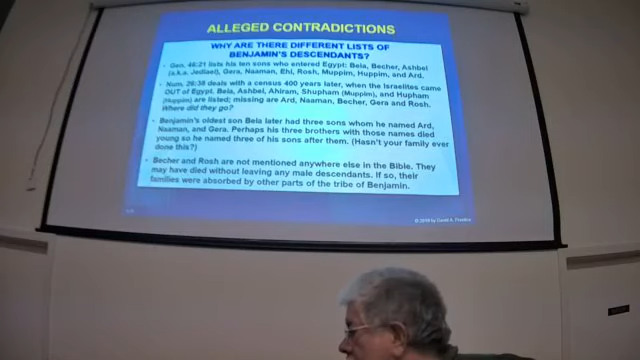 ALLEGED CONTRADICTIONS
WHY ARE THERE DIFFERENT LISTS OF
BENJAMIN'S DESCENDANTS?
• Gen. 46:21 lists his ten sons who entered Egypt: Bela, Becher, Ashbel
(a.k.a. Jediael), Gera, Naaman, Ehi, Rosh, Muppim, Huppim, and Ard.
• Num. 26:38 deals with a census 400 years later, when the Israelites came
OUT of Egypt. Bela, Ashbel, Ahiram, Shupham (Muppim), and Hupham
(Huppim) are listed; missing are Ard, Naaman, Becher, Gera and Rosh.
Where did they go?
• Benjamin's oldest son Bela later had three sons whom he named Ard,
Naaman, and Gera. Perhaps his three brothers with those names died
young so he named three of his sons after them. (Hasn't your family ever
done this?)
• Becher and Rosh are not mentioned anywhere else in the Bible. They
may have died without leaving any male descendants. If so, their
families were absorbed by other parts of the tribe of Benjamin.
by David A.